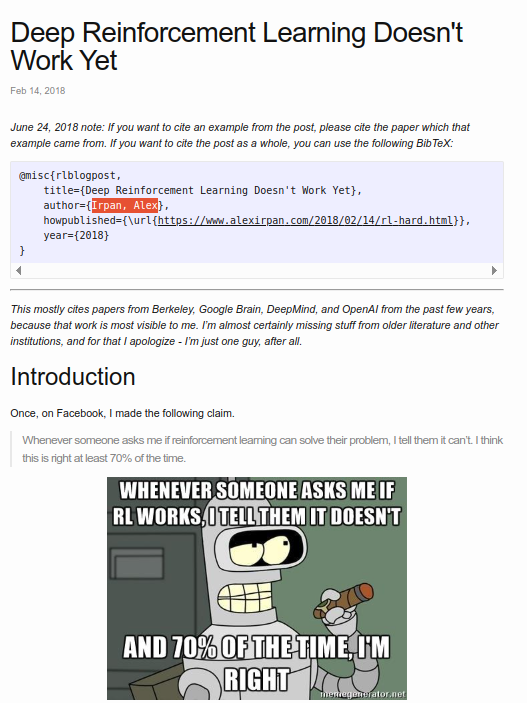 Deep Reinforcement Learning Doesn't
Work Yet
Feb 14, 2018
June 24, 2018 note: If you want to cite an example from the post, please cite the paper which that
example came from. If you want to cite the post as a whole, you can use the following BibTeX:
@misc{rlblogpost,
    title={Deep Reinforcement Learning Doesn't Work Yet},
    author={Irpan, Alex},
    howpublished={\url{https://www.alexirpan.com/2018/02/14/rl-hard.html}},
    year={2018}
}
This mostly cites papers from Berkeley, Google Brain, DeepMind, and OpenAI from the past few years,
because that work is most visible to me. I'm almost certainly missing stuff from older literature and other
institutions, and for that I apologize - I'm just one guy, after all.
Introduction
Once, on Facebook, I made the following claim.
Whenever someone asks me if reinforcement learning can solve their problem, I tell them it can't. I think
this is right at least 70% of the time.
WHENEVER SOMEONE ASKS ME IF
RL WORKS, I TELL THEM IT DOESN'T
AND 70% OF THE TIME, I'M
RIGHT
memegenerator.net